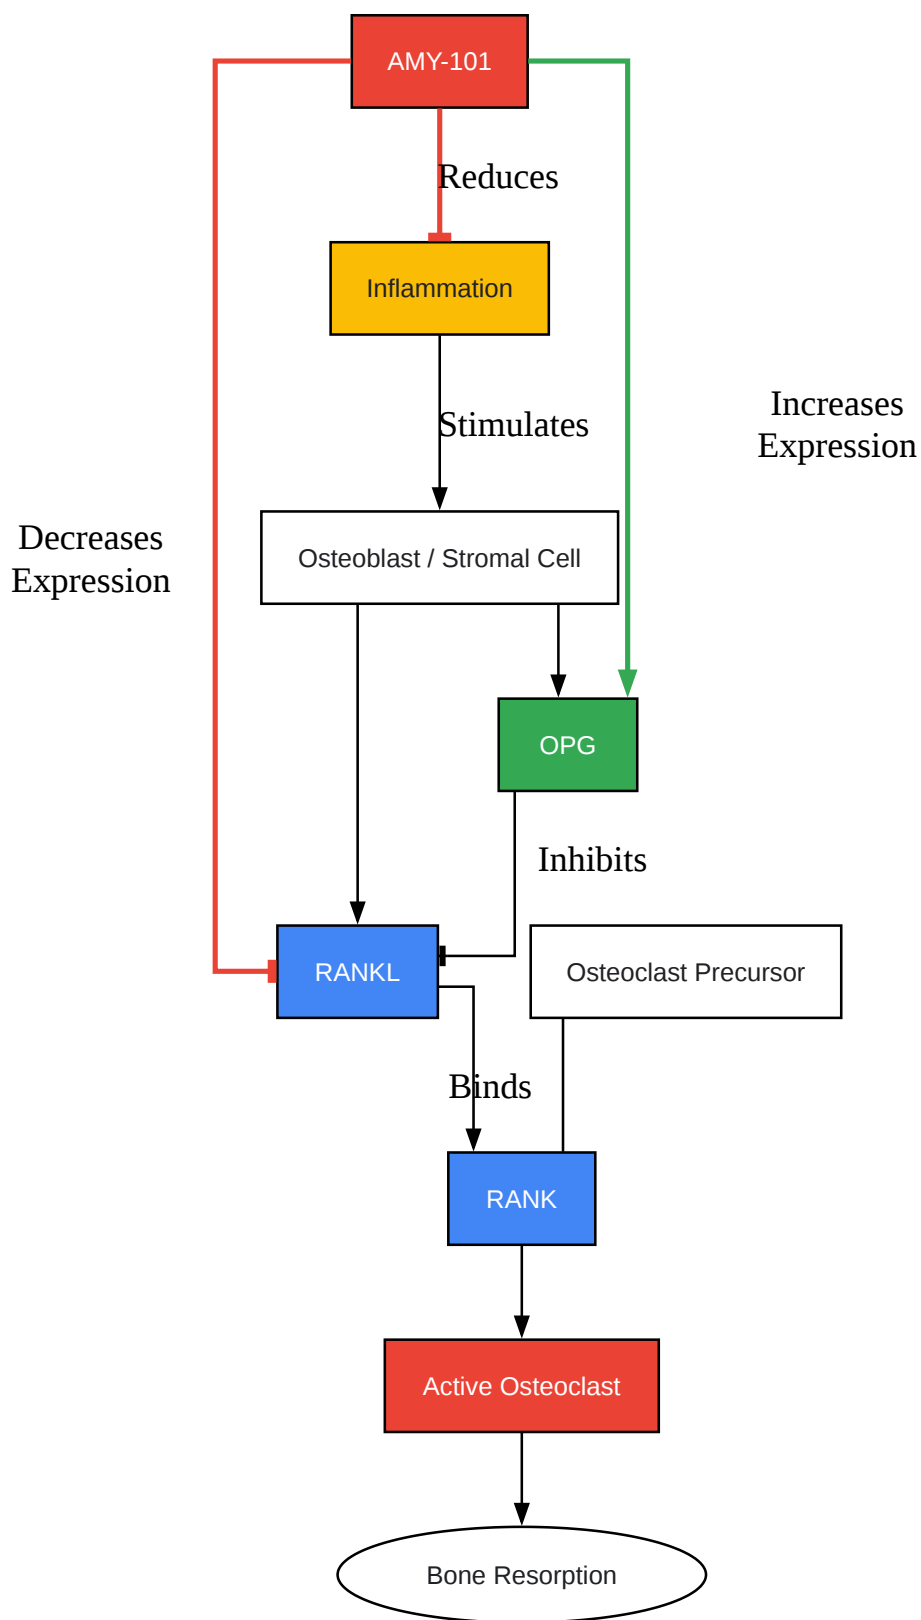 AMY-101
Reduces
Inflammation
Stimulates
Increases
Expression
Decreases
Expression
Osteoblast / Stromal Cell
OPG
Inhibits
RANKL
Osteoclast Precursor
Binds
RANK
Active Osteoclast
Bone Resorption